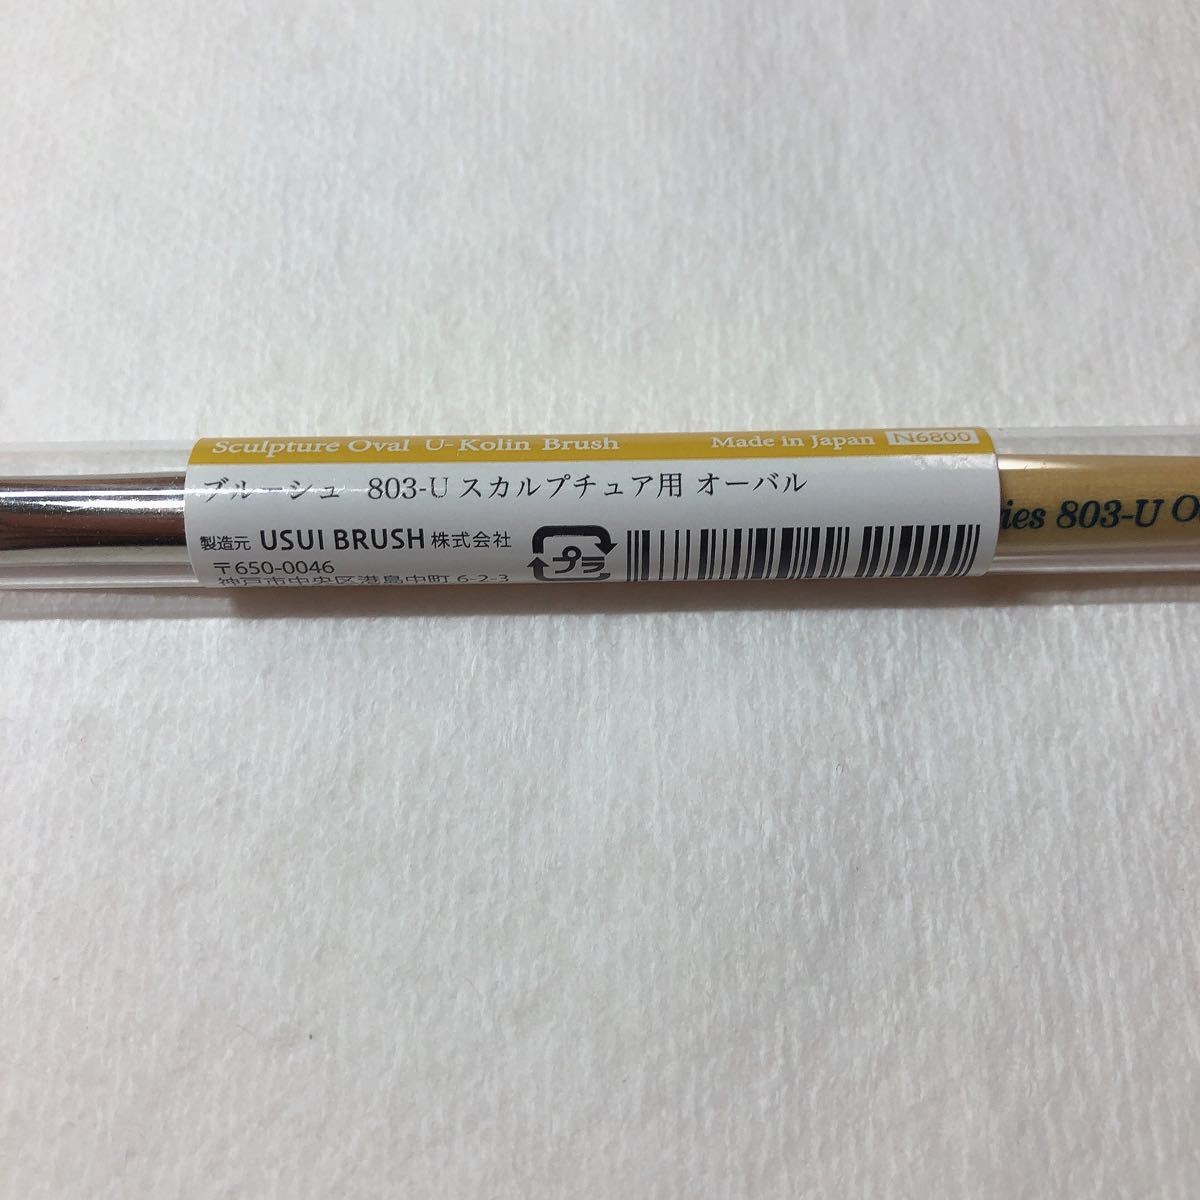 Sculpture Oval U-Kolin Brush Made in Japan N6800
ブルーシュ 803-U スカルプチュア用 オーバル
製造元 USUI BRUSH 株式会社
〒650-0046
神戸市中央区港島中町 6-2-3
プラ
ies 803-U O